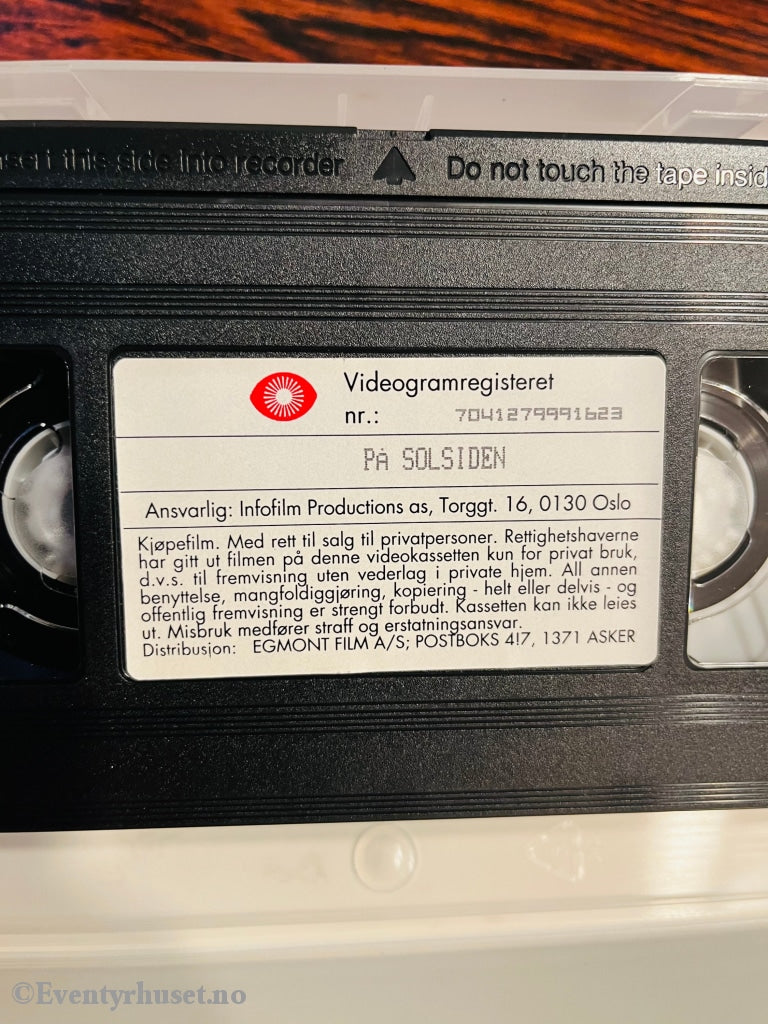 nsert this side into recorder Do not touch the tape insid
Videogramregisteret
nr.: 7041279991623
PÅ SOLSIDEN
Ansvarlig: Infofilm Productions as, Torggt. 16, 0130 Oslo
Kjøpefilm. Med rett til salg til privatpersoner. Rettighetshaverne
har gitt ut filmen på denne videokassetten kun for privat bruk,
d.v.s. til fremvisning uten vederlag i private hjem. All annen
benyttelse, mangfoldiggjøring, kopiering - helt eller delvis - og
offentlig fremvisning er strengt forbudt. Kassetten kan ikke leies
ut. Misbruk medfører straff og erstatningsansvar.
Distribusjon: EGMONT FILM A/S; POSTBOKS 417, 1371 ASKER
©Eventyrhuset.no